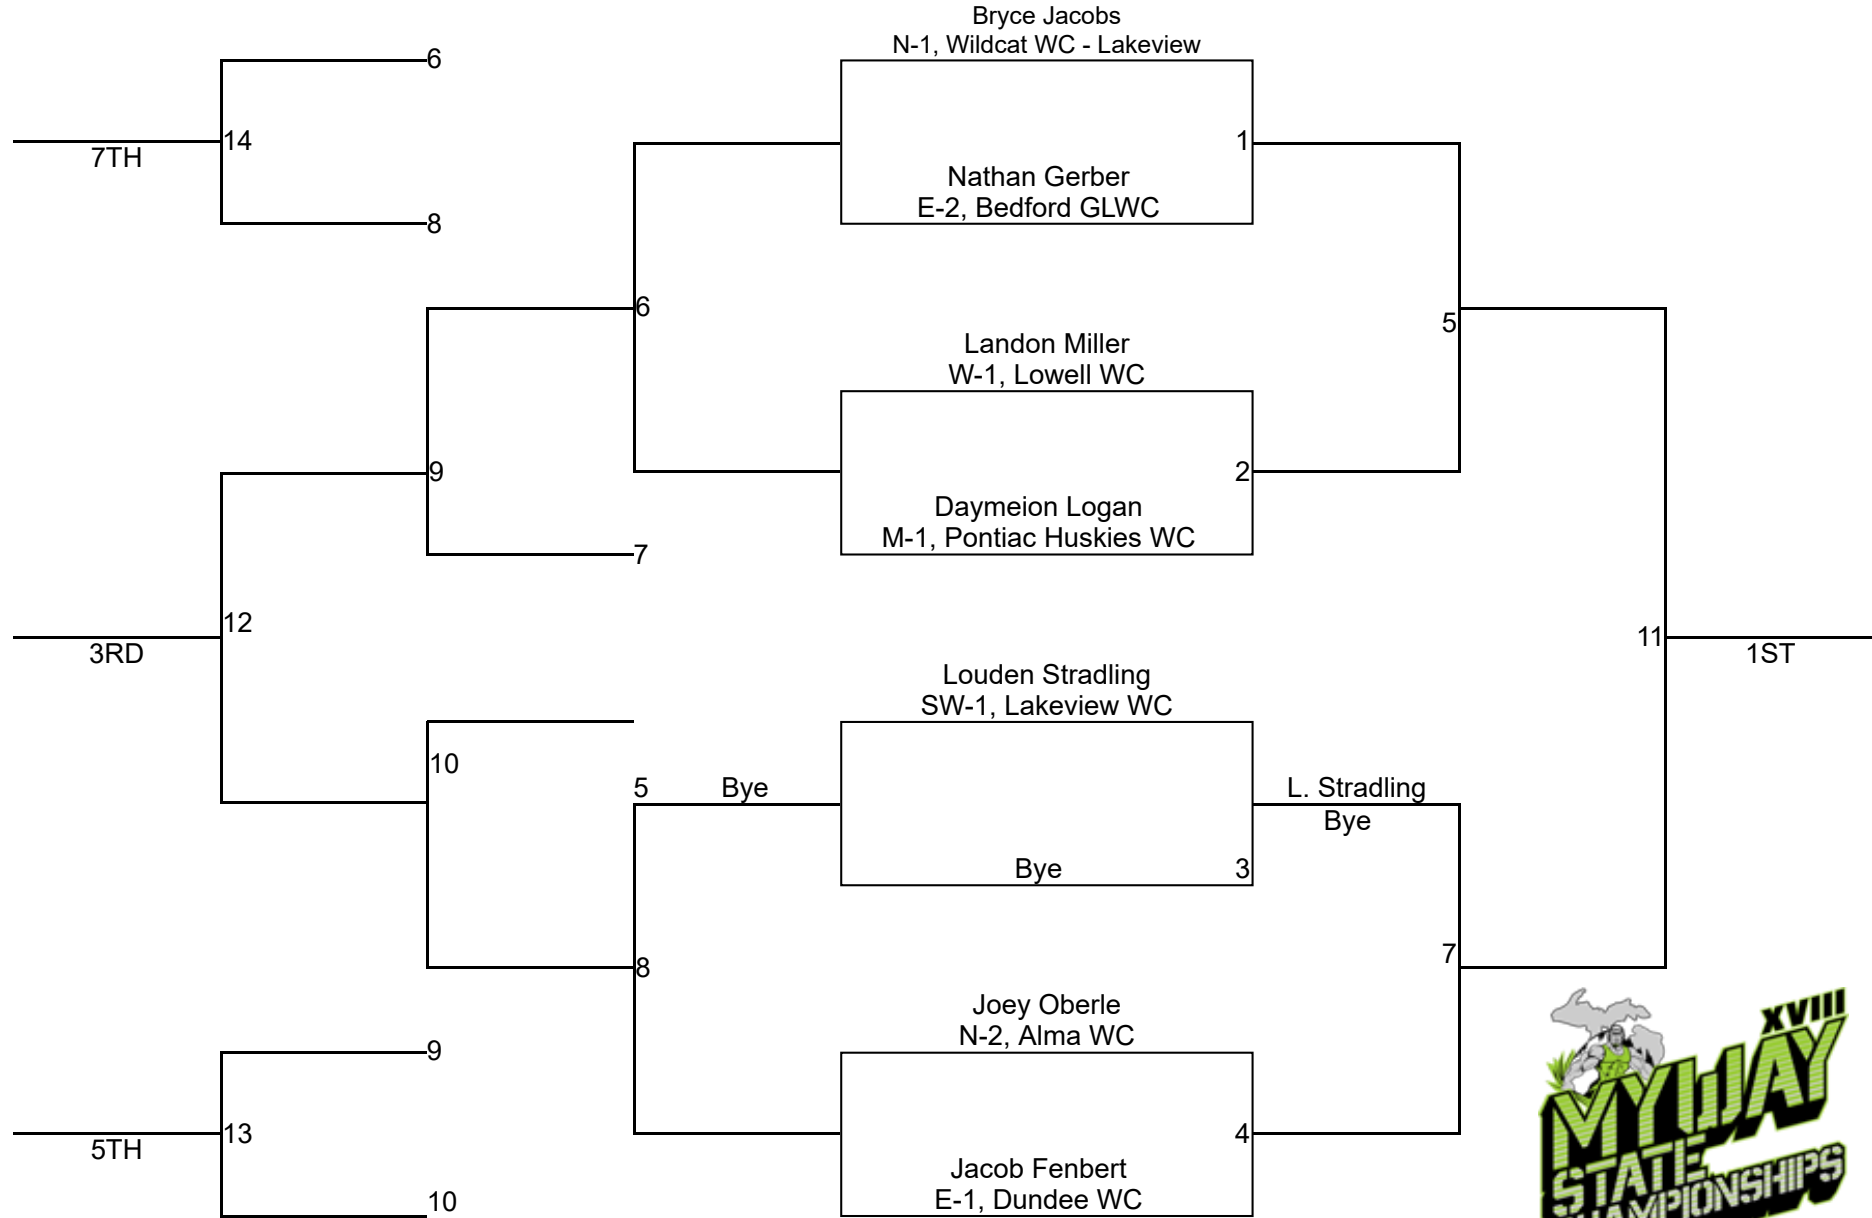 Bryce Jacobs
N-1, Wildcat WC - Lakeview
6
14
7TH
1
Nathan Gerber
E-2, Bedford GLWC
8
6
5
Landon Miller
W-1, Lowell WC
9
2
Daymeion Logan
M-1, Pontiac Huskies WC
7
12
3RD
11
1ST
Louden Stradling
SW-1, Lakeview WC
10
5
Bye
L. Stradling
Bye
Bye
3
8
7
Joey Oberle
N-2, Alma WC
9
13
5TH
4
Jacob Fenbert
E-1, Dundee WC
10
XVIII
MYWAY
STATE
CHAMPIONSHIPS